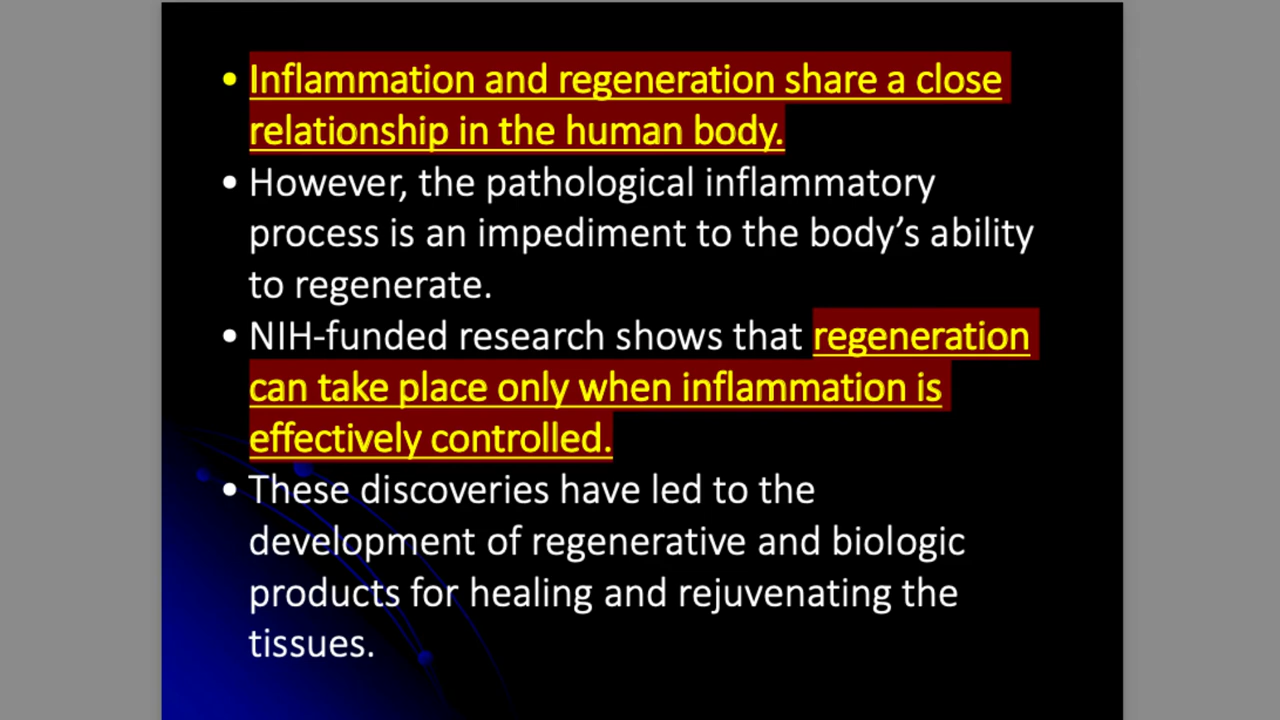 • Inflammation and regeneration share a close
relationship in the human body.
• However, the pathological inflammatory
process is an impediment to the body’s ability
to regenerate.
• NIH-funded research shows that regeneration
can take place only when inflammation is
effectively controlled.
• These discoveries have led to the
development of regenerative and biologic
products for healing and rejuvenating the
tissues.